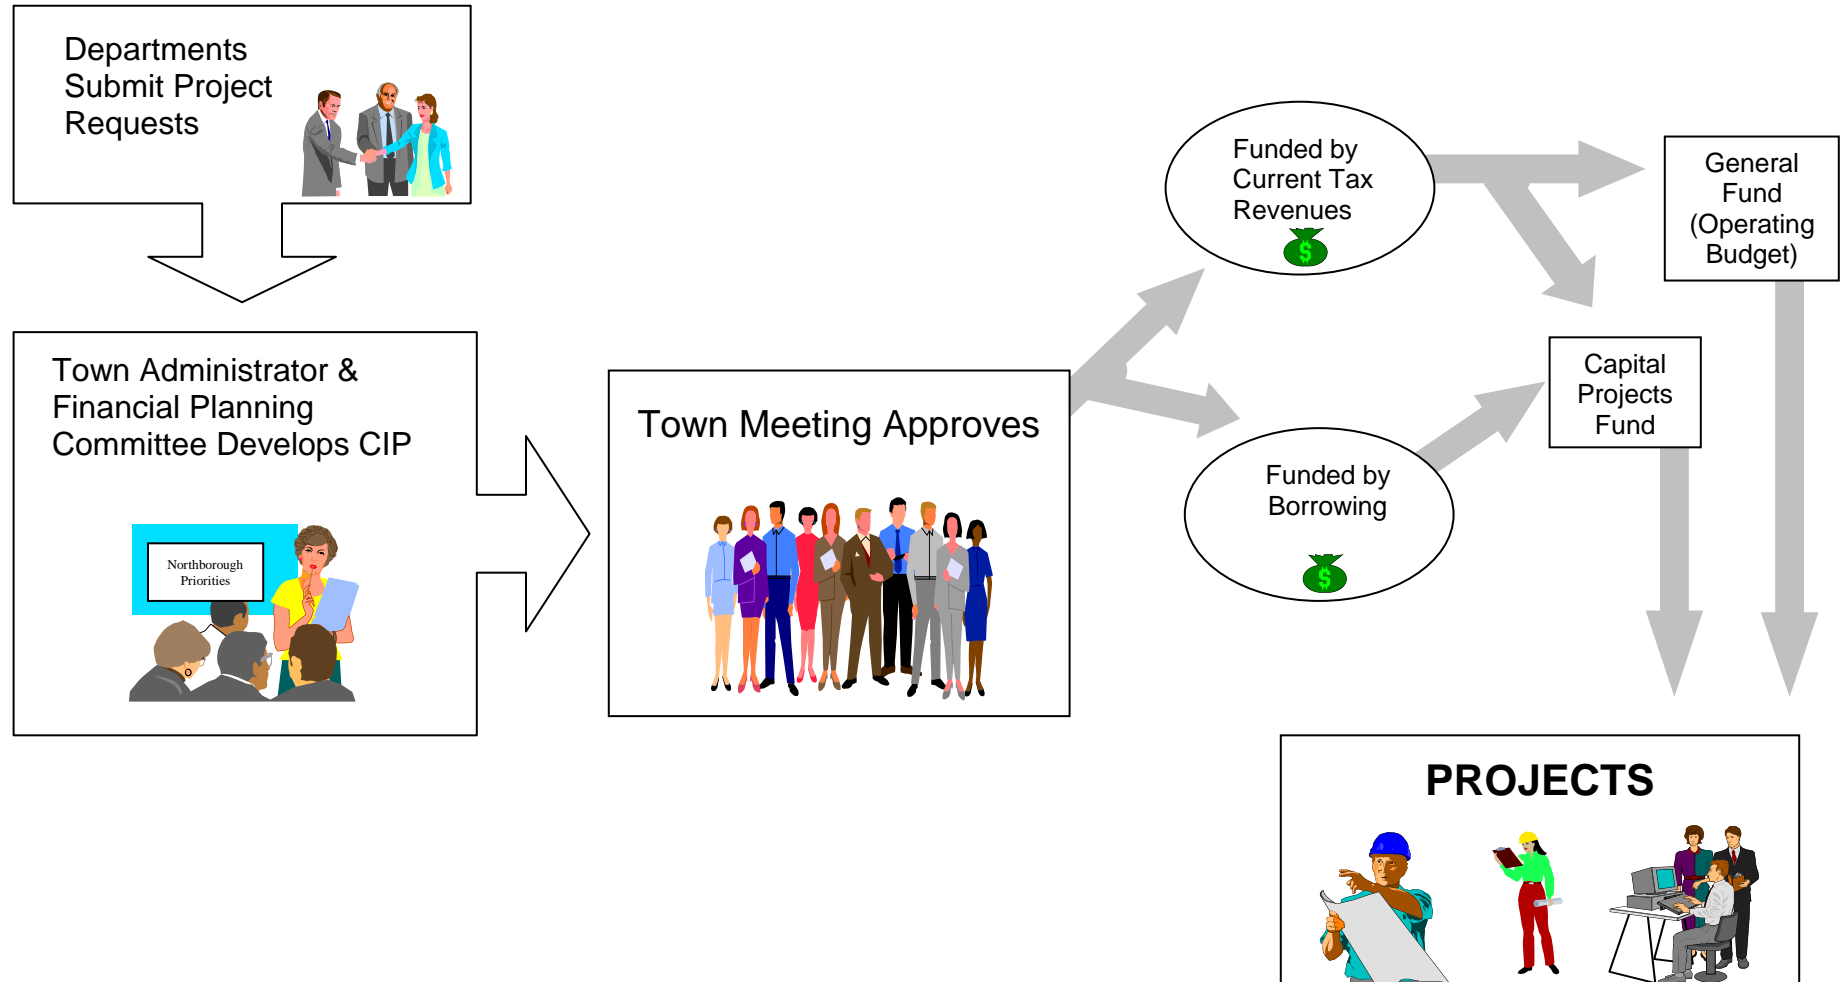 Departments
Submit Project
Requests
Town Administrator &
Financial Planning
Committee Develops CIP
Northborough
Priorities
Town Meeting Approves
Funded by
Current Tax
Revenues
$
Funded by
Borrowing
$
General
Fund
(Operating
Budget)
Capital
Projects
Fund
PROJECTS